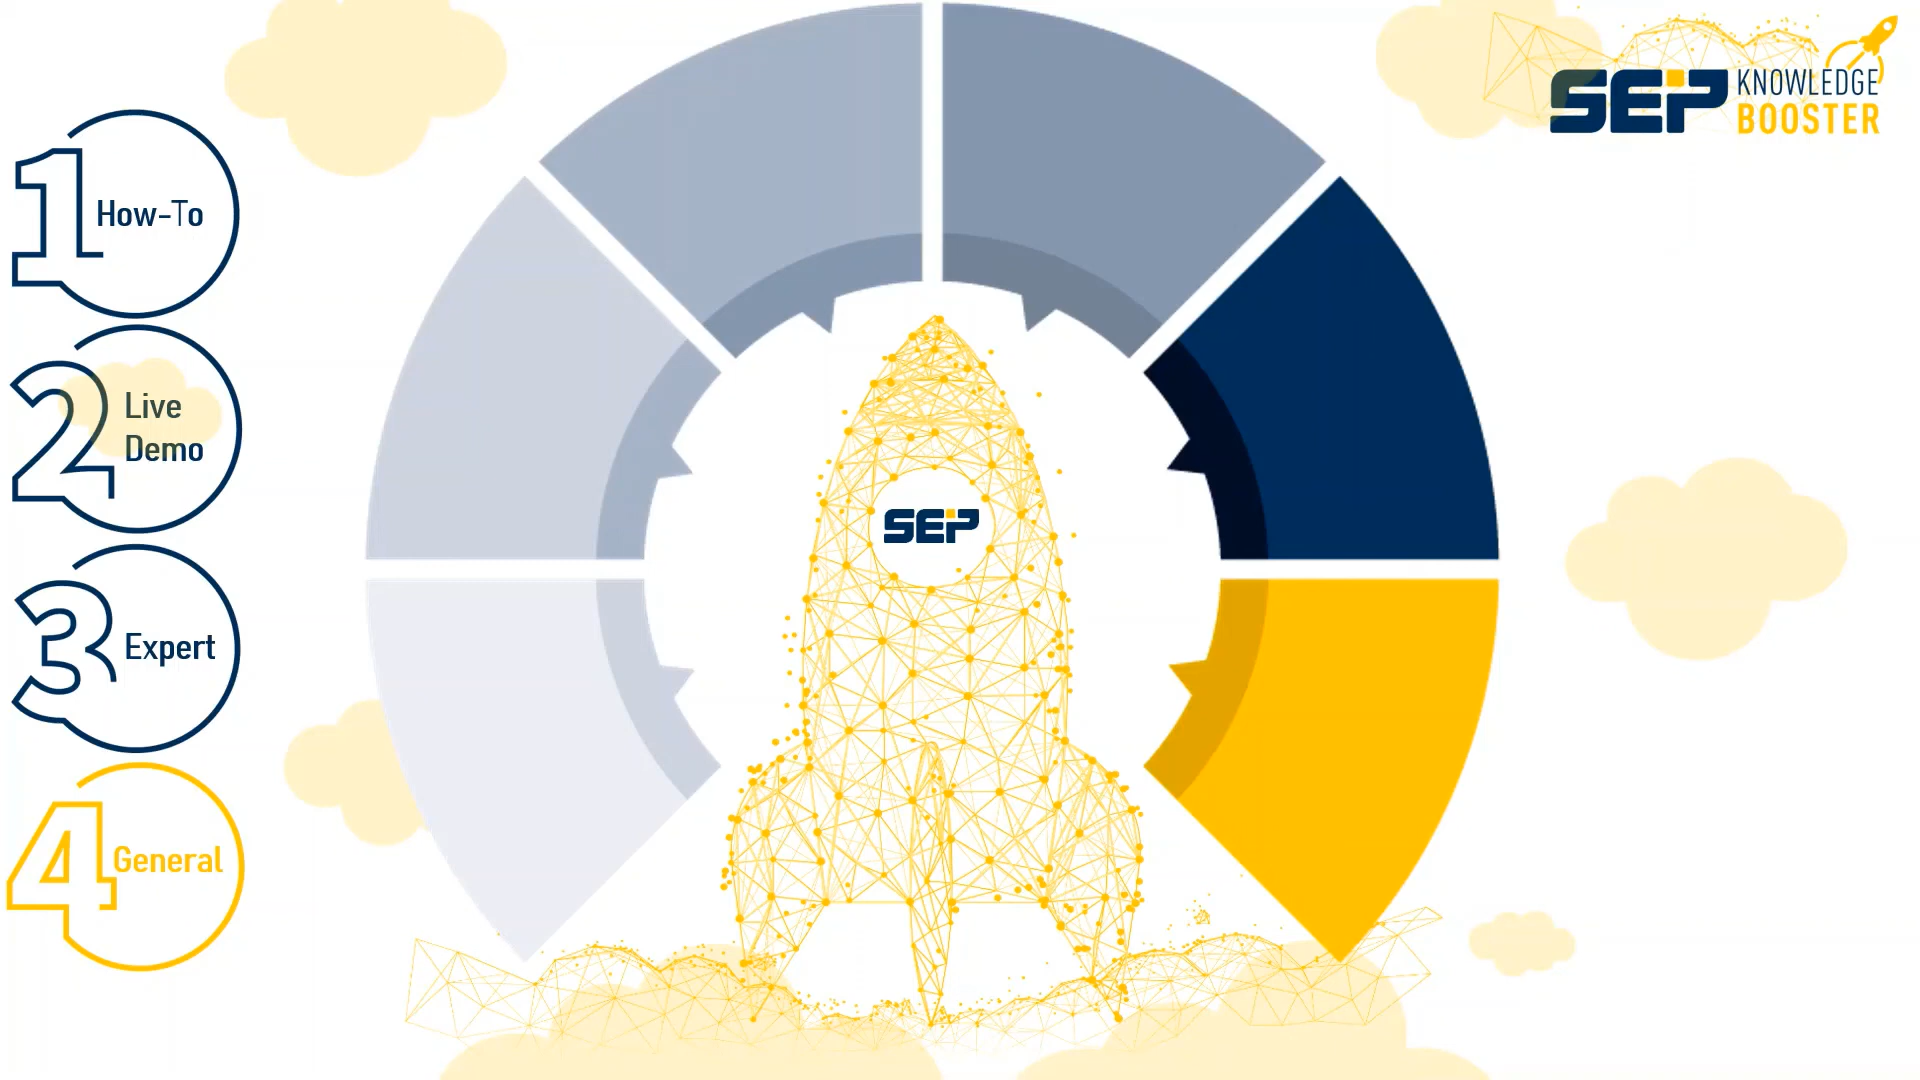 SEP KNOWLEDGE
BOOSTER
1 How-To
2 Live
Demo
3 Expert
4 General
SEP